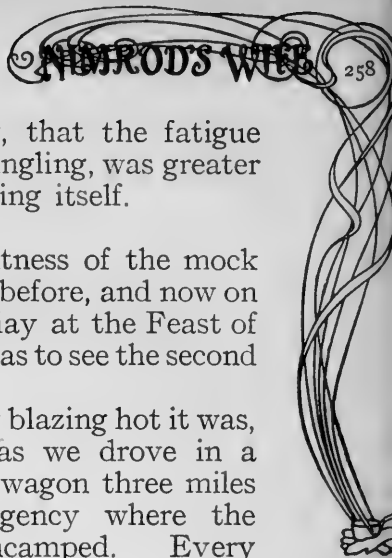 NIMROD'S WIFE
258
, that the fatigue
ngling, was greater
ing itself.
tness of the mock
before, and now on
nay at the Feast of
as to see the second
blazing hot it was,
as we drove in a
wagon three miles
gency where the
ncamped. Every